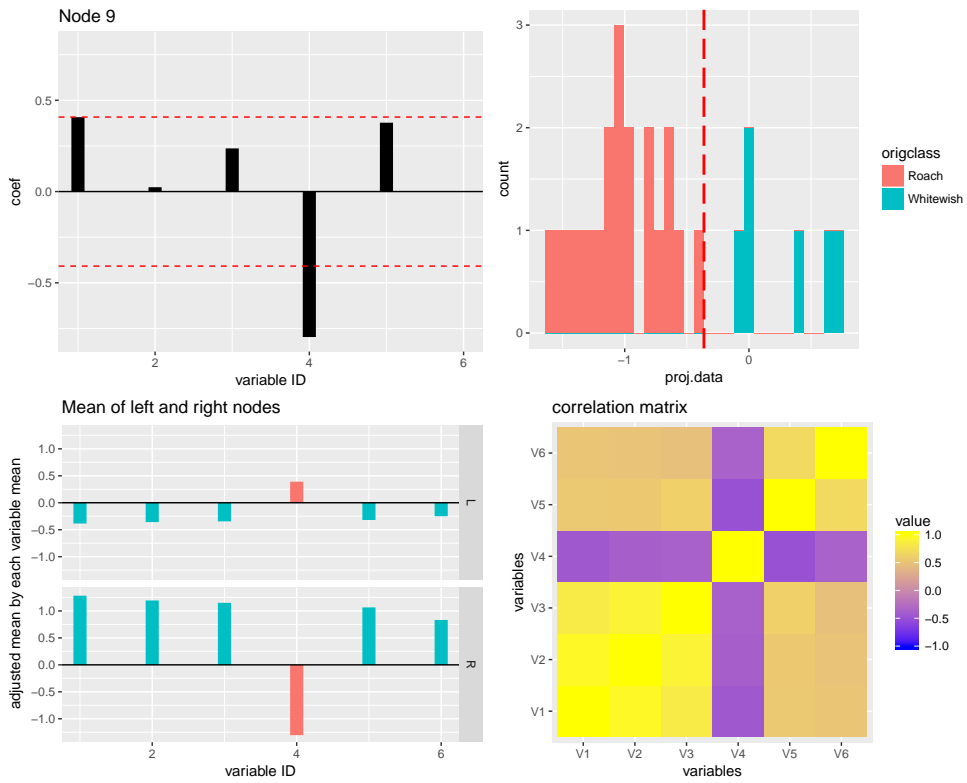 Node 9
0.5
0.0
−0.5
coef
2
4
6
variable ID
3
2
1
0
count
−1
0
proj.data
origclass
Roach
Whitewish
Mean of left and right nodes
1.0
0.5
0.0
−0.5
−1.0
L
1.0
0.5
0.0
−0.5
−1.0
R
adjusted mean by each variable mean
2
4
6
variable ID
correlation matrix
V6
V5
V4
V3
V2
V1
variables
V1 V2 V3 V4 V5 V6
variables
value
1.0
0.5
0.0
−0.5
−1.0